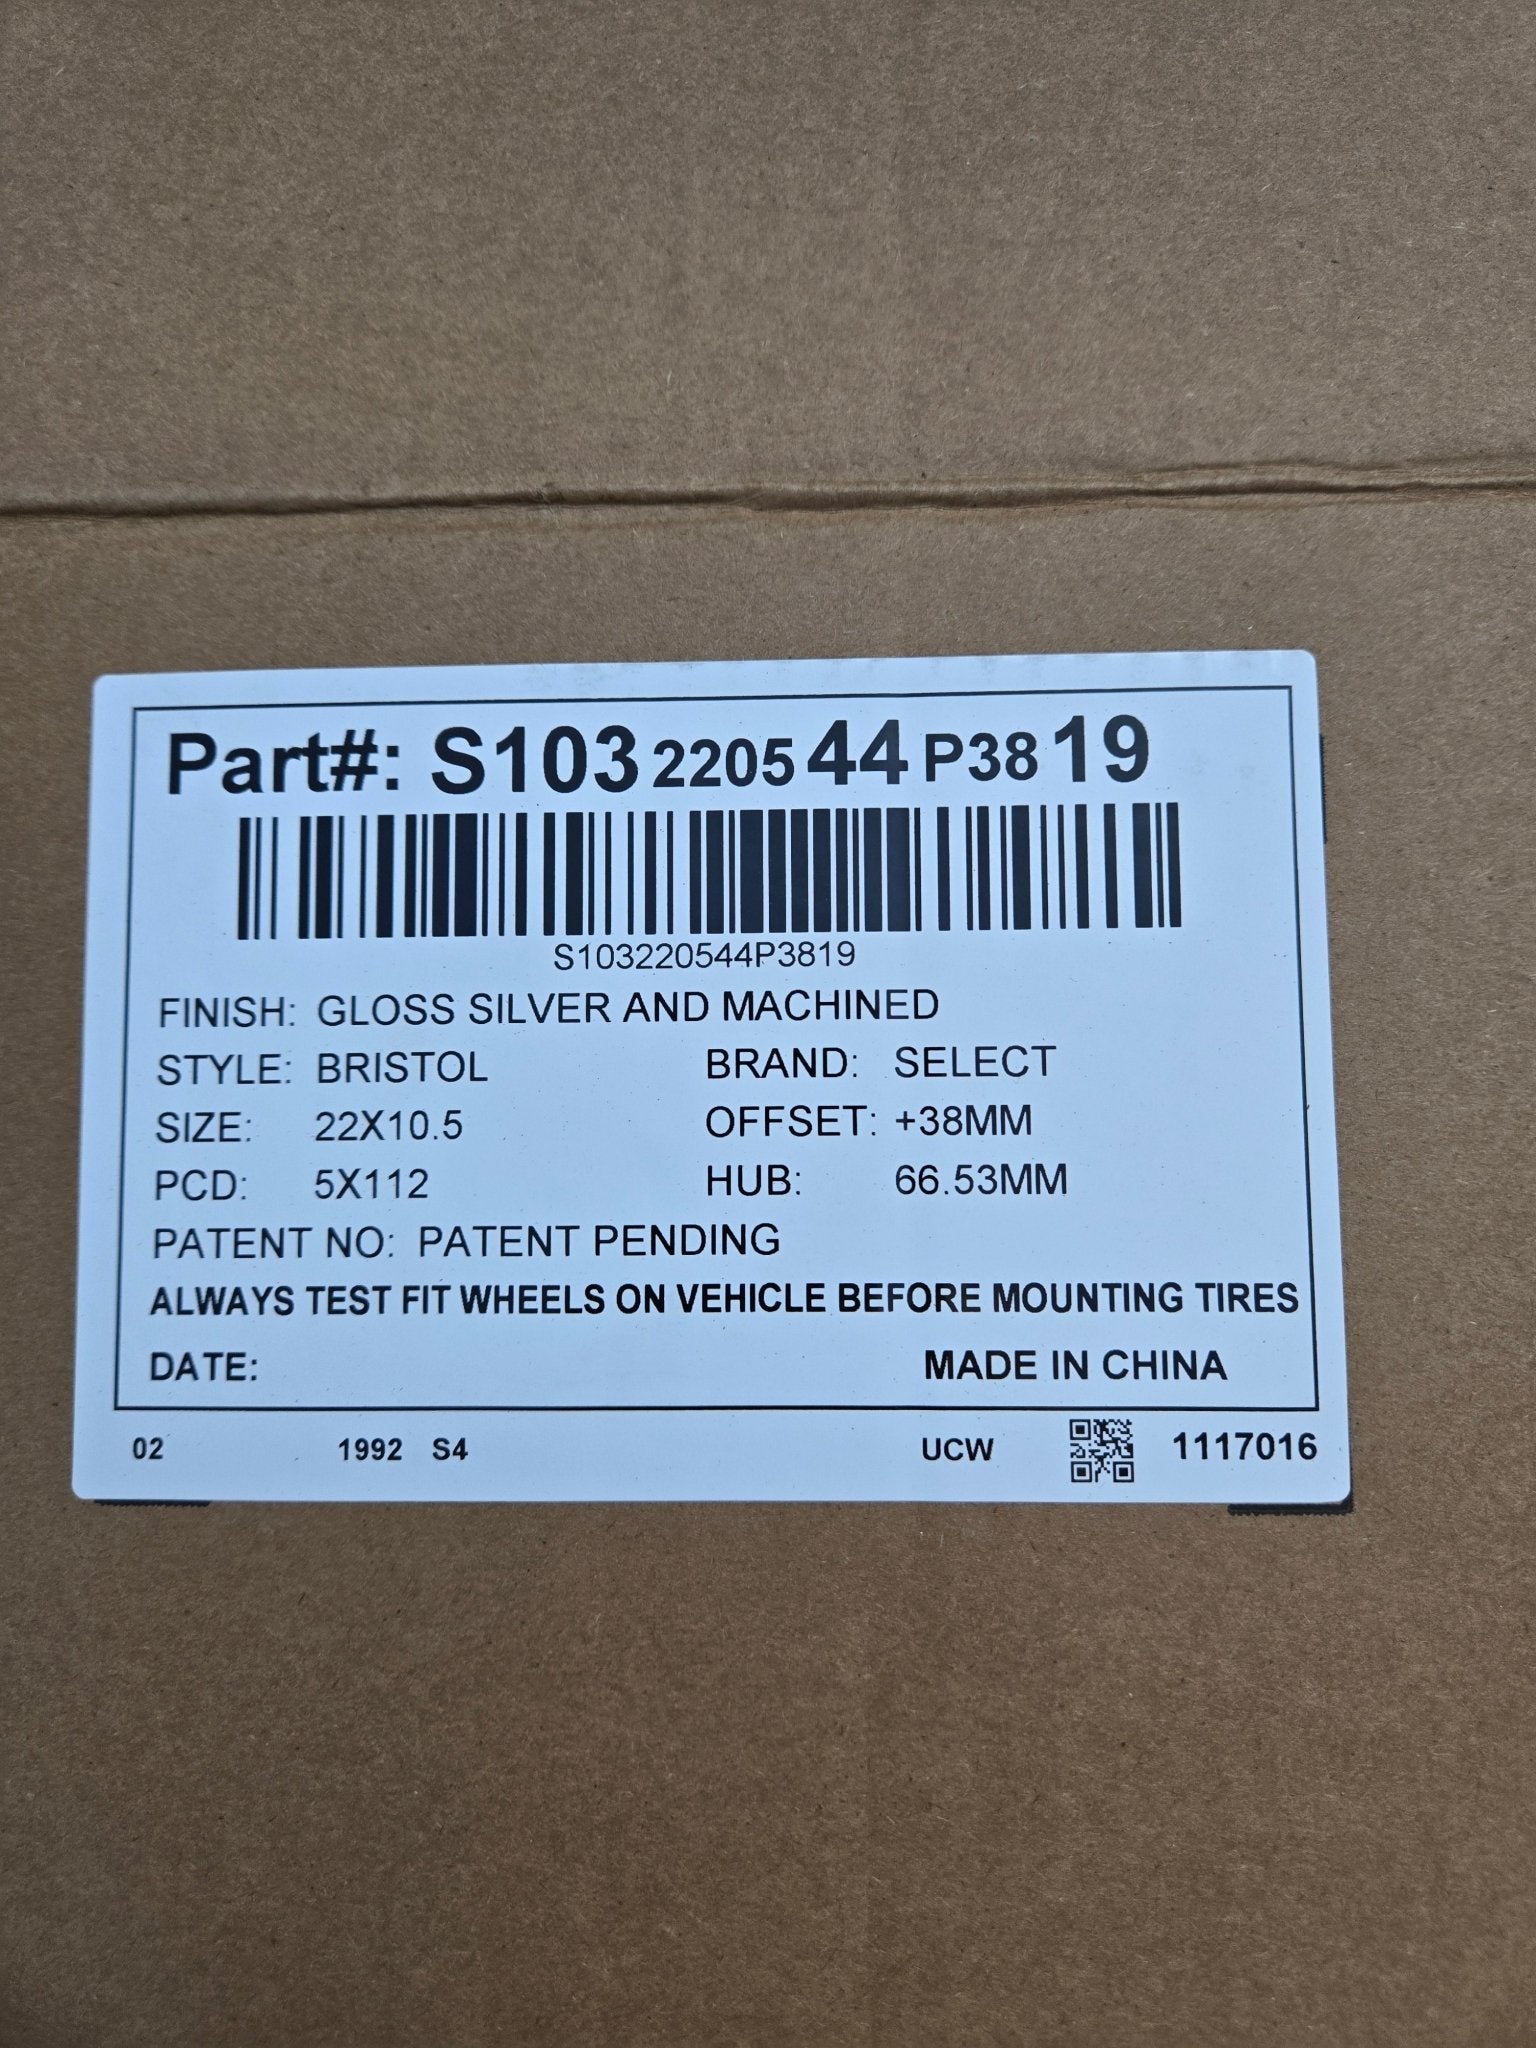 Part#: S103 2205 44 P38 19
S103220544P3819
FINISH: GLOSS SILVER AND MACHINED
STYLE: BRISTOL BRAND: SELECT
SIZE: 22X10.5 OFFSET: +38MM
PCD: 5X112 HUB: 66.53MM
PATENT NO: PATENT PENDING
ALWAYS TEST FIT WHEELS ON VEHICLE BEFORE MOUNTING TIRES
DATE: MADE IN CHINA
02 1992 S4 UCW 1117016